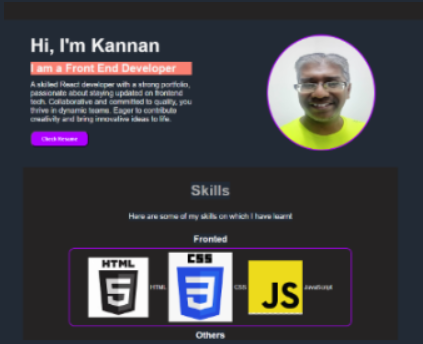 Hi, I'm Kannan
I am a Front End Developer
A skilled React developer with a strong portfolio,
passionate about staying updated on frontend
tech. Collaborative and committed to quality, you
thrive in dynamic teams. Eager to contribute
creativity and bring innovative ideas to life.
Check Resume
Skills
Here are some of my skills on which I have learnt
Fronted
HTML
5
HTML
CSS
3
CSS
JS
JavaScript
Others